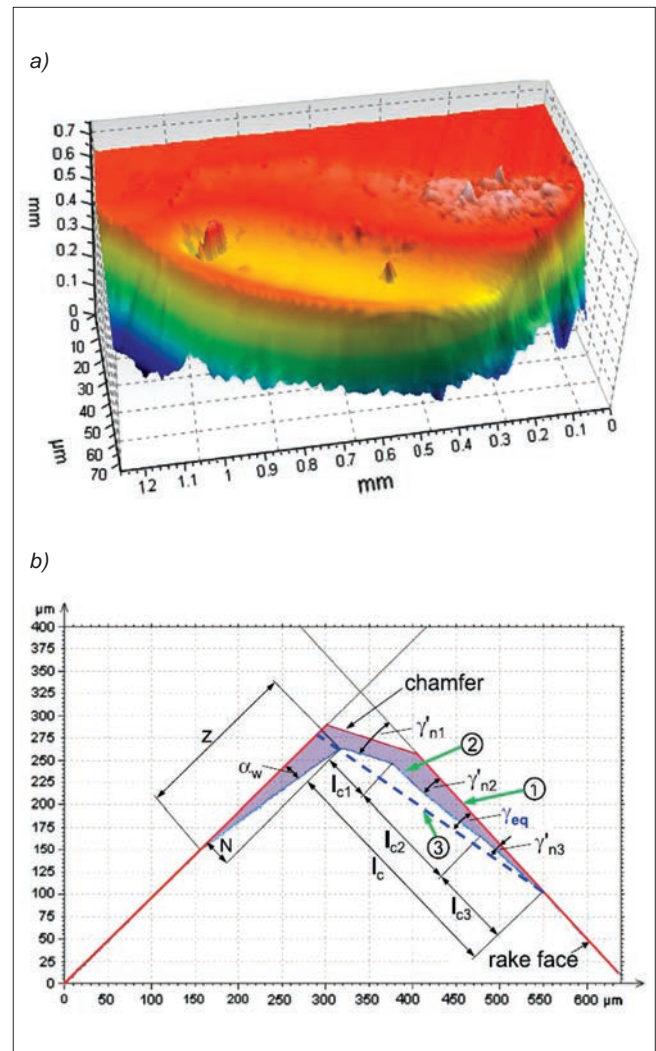 a)
0.7
0.6
0.5
0.4
0.3
0.2
0.1
0
mm
0
10
20
30
40
50
60
70
µm
1.2
1.1
1
0.9
0.8
0.7
0.6
0.5
0.4
0.3
0.2
0.1
0
mm
b)
µm
400
375
350
325
300
275
250
225
200
175
150
125
100
75
50
25
0
0 50 100 150 200 250 300 350 400 450 500 550 600 µm
chamfer
z
γ'n1
②
αw
lc1
γ'n2
①
γeq
N
lc2
③
γ'n3
lc
lc3
rake face